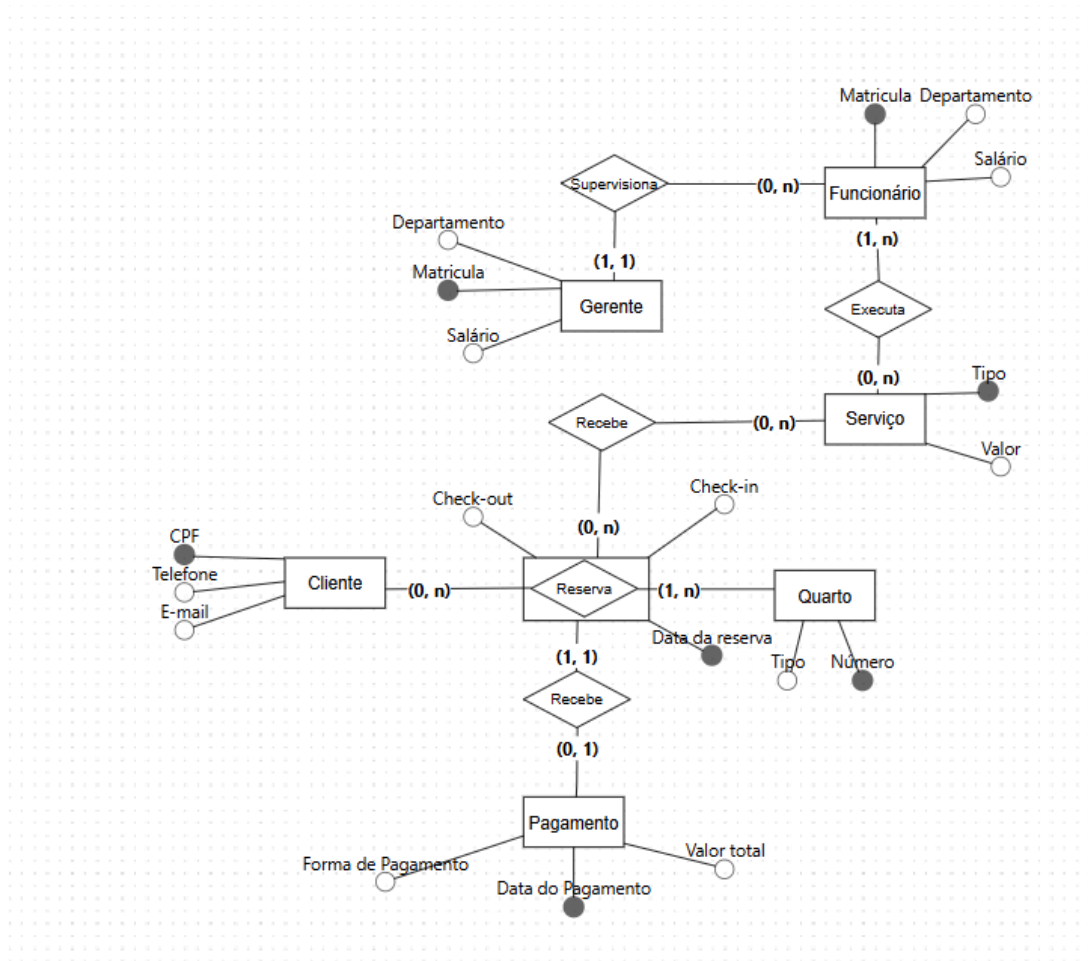 Matricula Departamento
Salário
Supervisiona
(0, n)
Funcionário
Departamento
(1, n)
(1, 1)
Matricula
Gerente
Executa
Salário
(0, n)
Tipo
Recebe
(0, n)
Serviço
Valor
Check-out
Check-in
(0, n)
CPF
Telefone
Cliente
(0, n)
Reserva
(1, n)
Quarto
E-mail
Data da reserva
(1, 1)
Tipo
Número
Recebe
(0, 1)
Pagamento
Forma de Pagamento
Valor total
Data do Pagamento